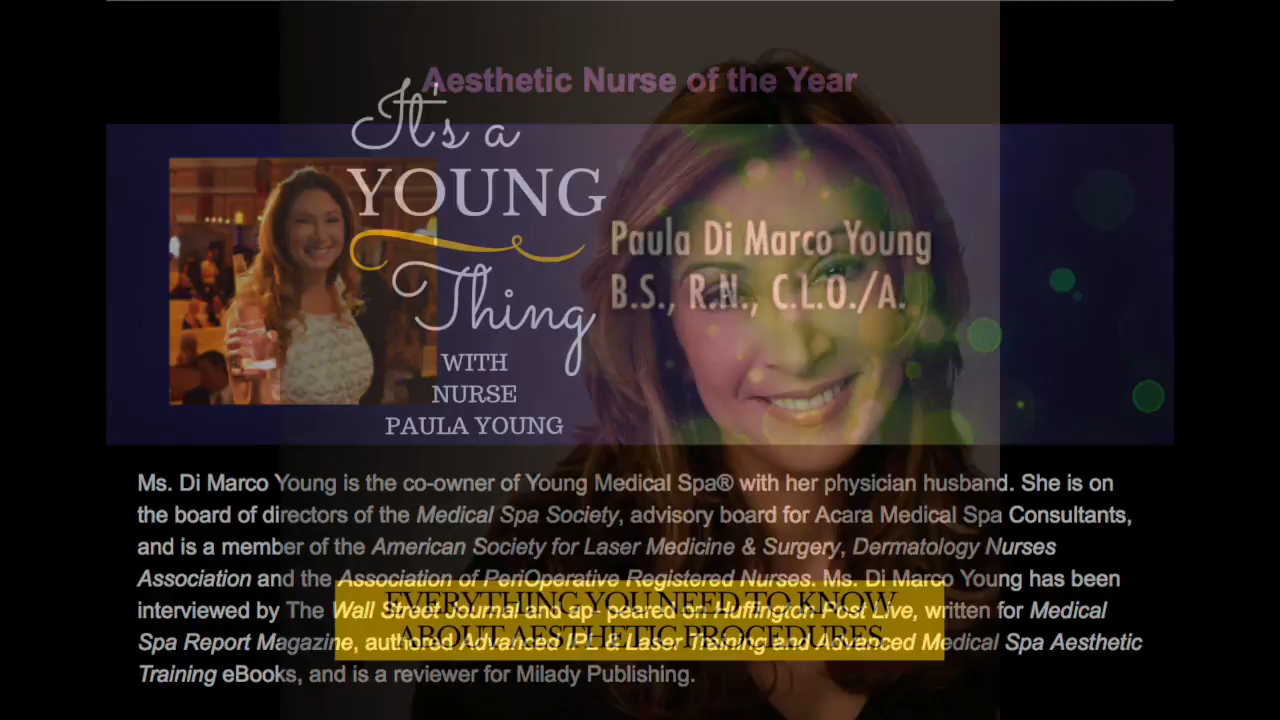 Aesthetic Nurse of the Year
It's a
YOUNG
Thing
WITH
NURSE
PAULA YOUNG
Paula Di Marco Young
B.S., R.N., C.L.O./A.
Ms. Di Marco Young is the co-owner of Young Medical Spa® with her physician husband. She is on
the board of directors of the Medical Spa Society, advisory board for Acara Medical Spa Consultants,
and is a member of the American Society for Laser Medicine & Surgery, Dermatology Nurses
Association and the Association of PeriOperative Registered Nurses. Ms. Di Marco Young has been
interviewed by The Wall Street Journal and ap- peared on Huffington Post Live, written for Medical
Spa Report Magazine, authored Advanced IPL & Laser Training and Advanced Medical Spa Aesthetic
Training eBooks, and is a reviewer for Milady Publishing.
EVERYTHING YOU NEED TO KNOW
ABOUT AESTHETIC PROCEDURES